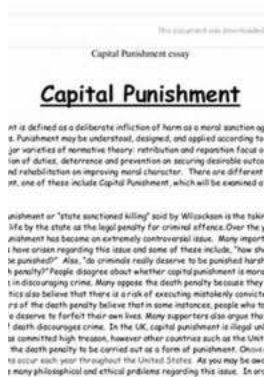 This document was downloaded
Capital Punishment essay
Capital Punishment
nt is defined as a deliberate infliction of harm as a moral sanction ag
s. Punishment may be understood, designed, and applied according to
jor varieties of normative theory: retribution and reparation focus o
ion of duties, deterrence and prevention on securing desirable outco
nd rehabilitation on improving moral character. There are different
nt, one of these include Capital Punishment, which will be examined a
unishment or "state sanctioned killing" said by Wilsockson is the takin
life by the state as the legal penalty for criminal offence. Over the y
unishment has become an extremely controversial issue. Many import
s have arisen regarding this issue and some of these include, "how sh
be punished?" Also, "do criminals really deserve to be punished harsh
h penalty?" People disagree about whether capital punishment is mora
e in discouraging crime. Many oppose the death penalty because they
tics also believe that there is a risk of executing mistakenly convicts
rs of the death penalty believe that in some instances, people who ta
e deserve to forfeit their own lives. Many supporters also argue tha
f death discourages crime. In the UK, capital punishment is illegal unl
as committed high treason, however other countries such as the Unit
the death penalty to be carried out as a form of punishment.
ns occur each year throughout the United States. As you may be awa
s many philosophical and ethical problems regarding this issue. In or